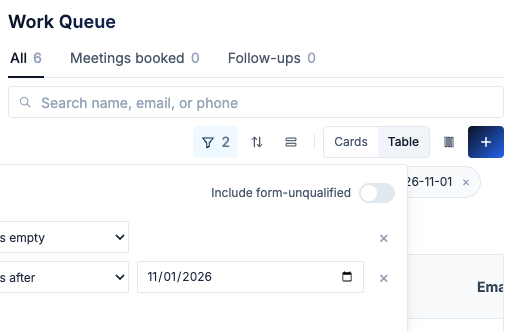 Work Queue
All 6 Meetings booked 0 Follow-ups 0
Search name, email, or phone
2 Cards Table +
Include form-unqualified 26-11-01 ×
s empty ×
s after 11/01/2026 ×
Ema